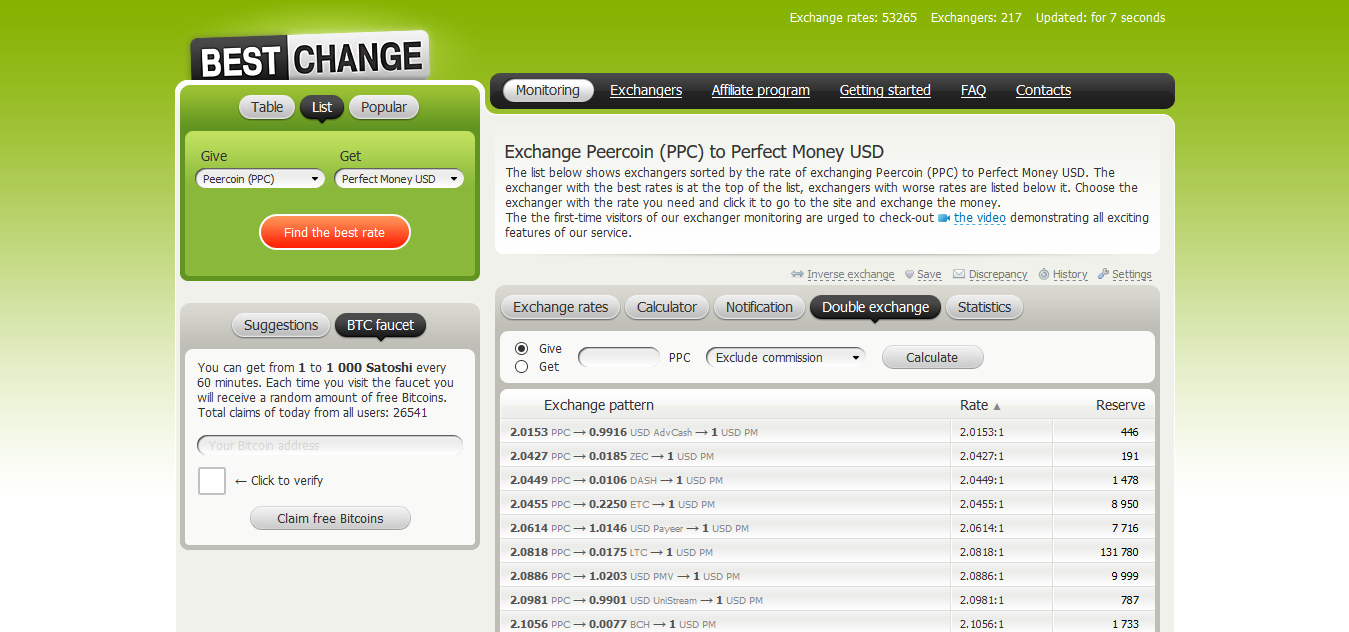 Exchange rates: 53265 Exchangers: 217 Updated: for 7 seconds
BEST CHANGE
Monitoring Exchangers Affiliate program Getting started FAQ Contacts
Table List Popular
Give Get
Peercoin (PPC) Perfect Money USD
Find the best rate
Suggestions BTC faucet
You can get from 1 to 1 000 Satoshi every
60 minutes. Each time you visit the faucet you
will receive a random amount of free Bitcoins.
Total claims of today from all users: 26541
Your Bitcoin address
← Click to verify
Claim free Bitcoins
Exchange Peercoin (PPC) to Perfect Money USD
The list below shows exchangers sorted by the rate of exchanging Peercoin (PPC) to Perfect Money USD. The
exchanger with the best rates is at the top of the list, exchangers with worse rates are listed below it. Choose the
exchanger with the rate you need and click it to go to the site and exchange the money.
The the first-time visitors of our exchanger monitoring are urged to check-out the video demonstrating all exciting
features of our service.
Inverse exchange Save Discrepancy History Settings
Exchange rates Calculator Notification Double exchange Statistics
Give
Get
PPC Exclude commission Calculate
Exchange pattern Rate ▲ Reserve
2.0153 PPC → 0.9916 USD AdvCash → 1 USD PM 2.0153:1 446
2.0427 PPC → 0.0185 ZEC → 1 USD PM 2.0427:1 191
2.0449 PPC → 0.0106 DASH → 1 USD PM 2.0449:1 1 478
2.0455 PPC → 0.2250 ETC → 1 USD PM 2.0455:1 8 950
2.0614 PPC → 1.0146 USD Payeer → 1 USD PM 2.0614:1 7 716
2.0818 PPC → 0.0175 LTC → 1 USD PM 2.0818:1 131 780
2.0886 PPC → 1.0203 USD PMV → 1 USD PM 2.0886:1 9 999
2.0981 PPC → 0.9901 USD UniStream → 1 USD PM 2.0981:1 787
2.1056 PPC → 0.0077 BCH → 1 USD PM 2.1056:1 1 733